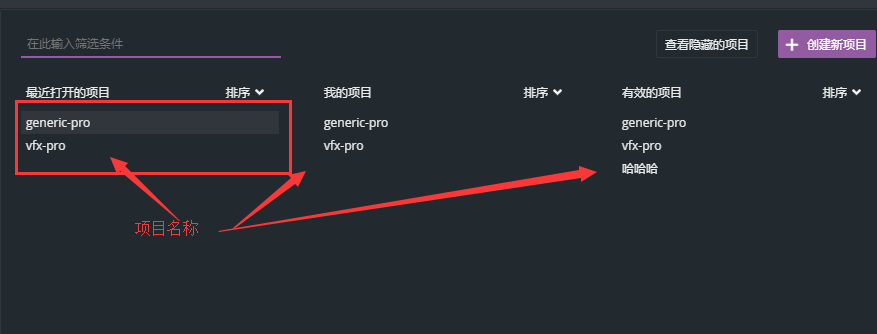 在此输入筛选条件
查看隐藏的项目
创建新项目
最近打开的项目 排序
generic-pro
vfx-pro
我的项目 排序
generic-pro
vfx-pro
有效的项目 排序
generic-pro
vfx-pro
哈哈哈
项目名称